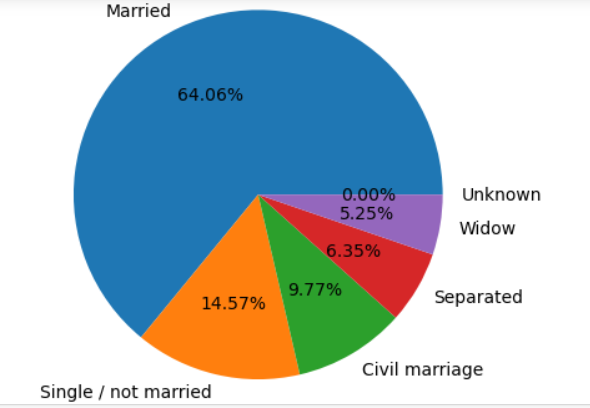 Married
64.06%
0.00%
Unknown
5.25%
Widow
6.35%
Separated
9.77%
14.57%
Civil marriage
Single / not married